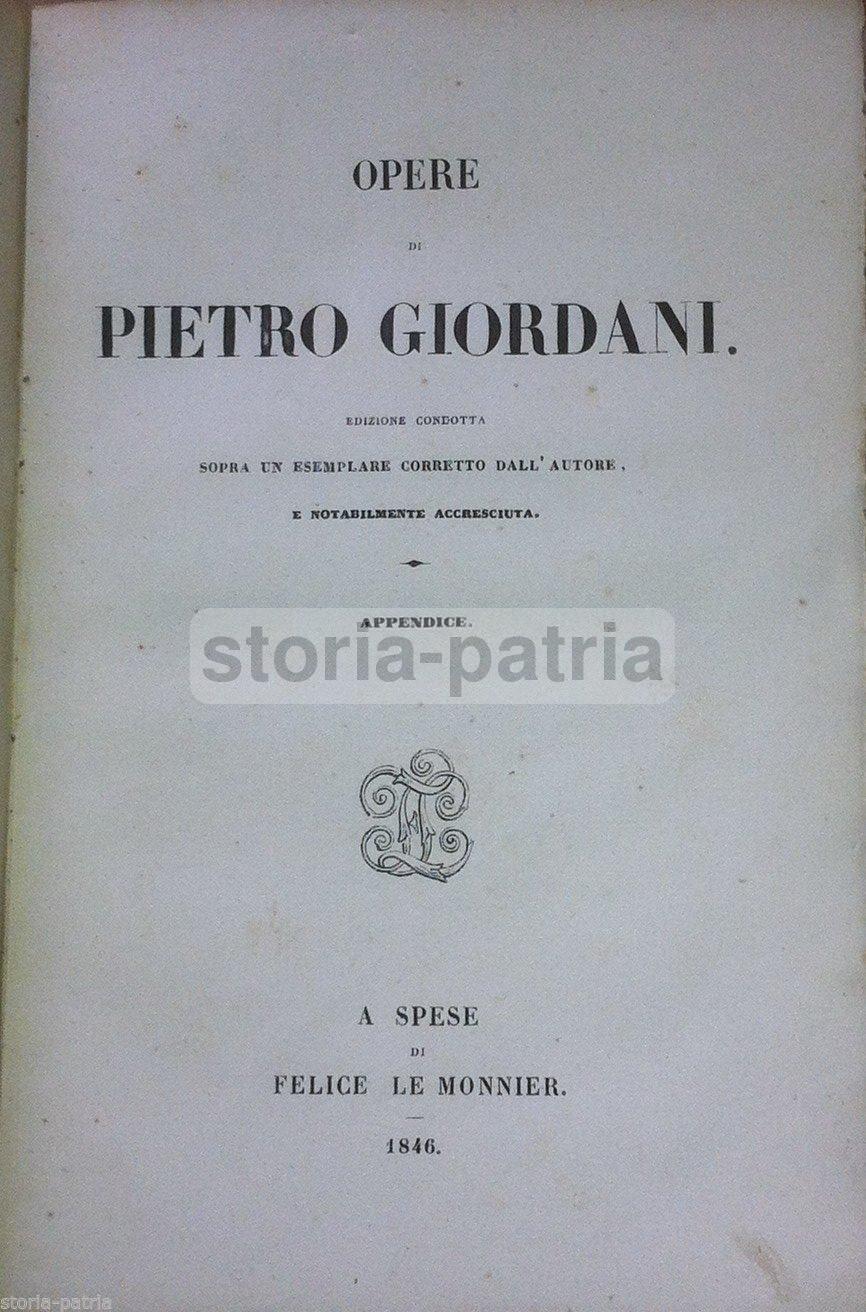 OPERE
DI
PIETRO GIORDANI.
EDIZIONE CONDOTTA
SOPRA UN ESEMPLARE CORRETTO DALL'AUTORE,
E NOTABILMENTE ACCRESCIUTA.
APPENDICE.
storia-patria
A SPESE
DI
FELICE LE MONNIER.
1846.
storia-patria